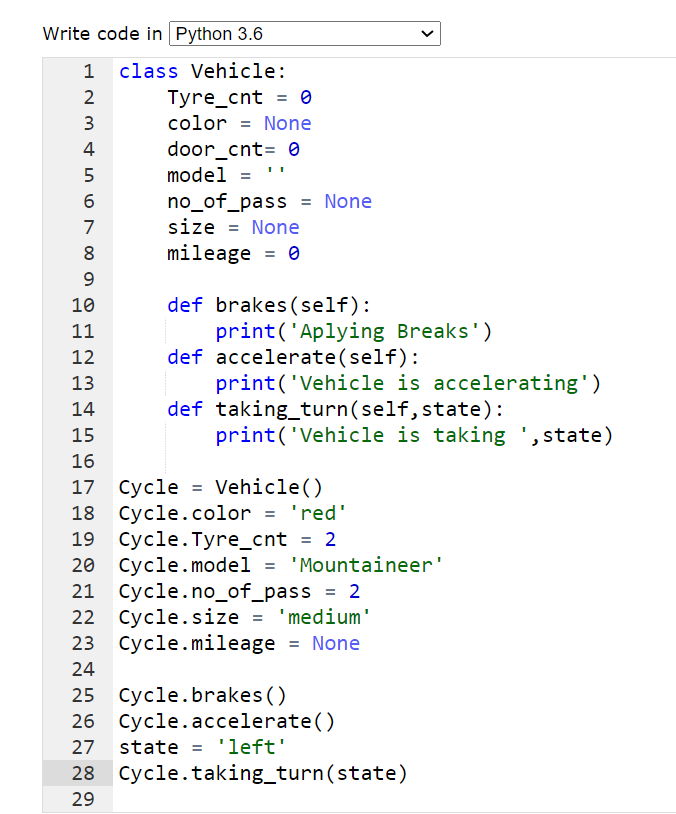 Write code in Python 3.6
1 class Vehicle:
2     Tyre_cnt = 0
3     color = None
4     door_cnt= 0
5     model = ''
6     no_of_pass = None
7     size = None
8     mileage = 0
9
10     def brakes(self):
11         print('Aplying Breaks')
12     def accelerate(self):
13         print('Vehicle is accelerating')
14     def taking_turn(self,state):
15         print('Vehicle is taking ',state)
16
17 Cycle = Vehicle()
18 Cycle.color = 'red'
19 Cycle.Tyre_cnt = 2
20 Cycle.model = 'Mountaineer'
21 Cycle.no_of_pass = 2
22 Cycle.size = 'medium'
23 Cycle.mileage = None
24
25 Cycle.brakes()
26 Cycle.accelerate()
27 state = 'left'
28 Cycle.taking_turn(state)
29